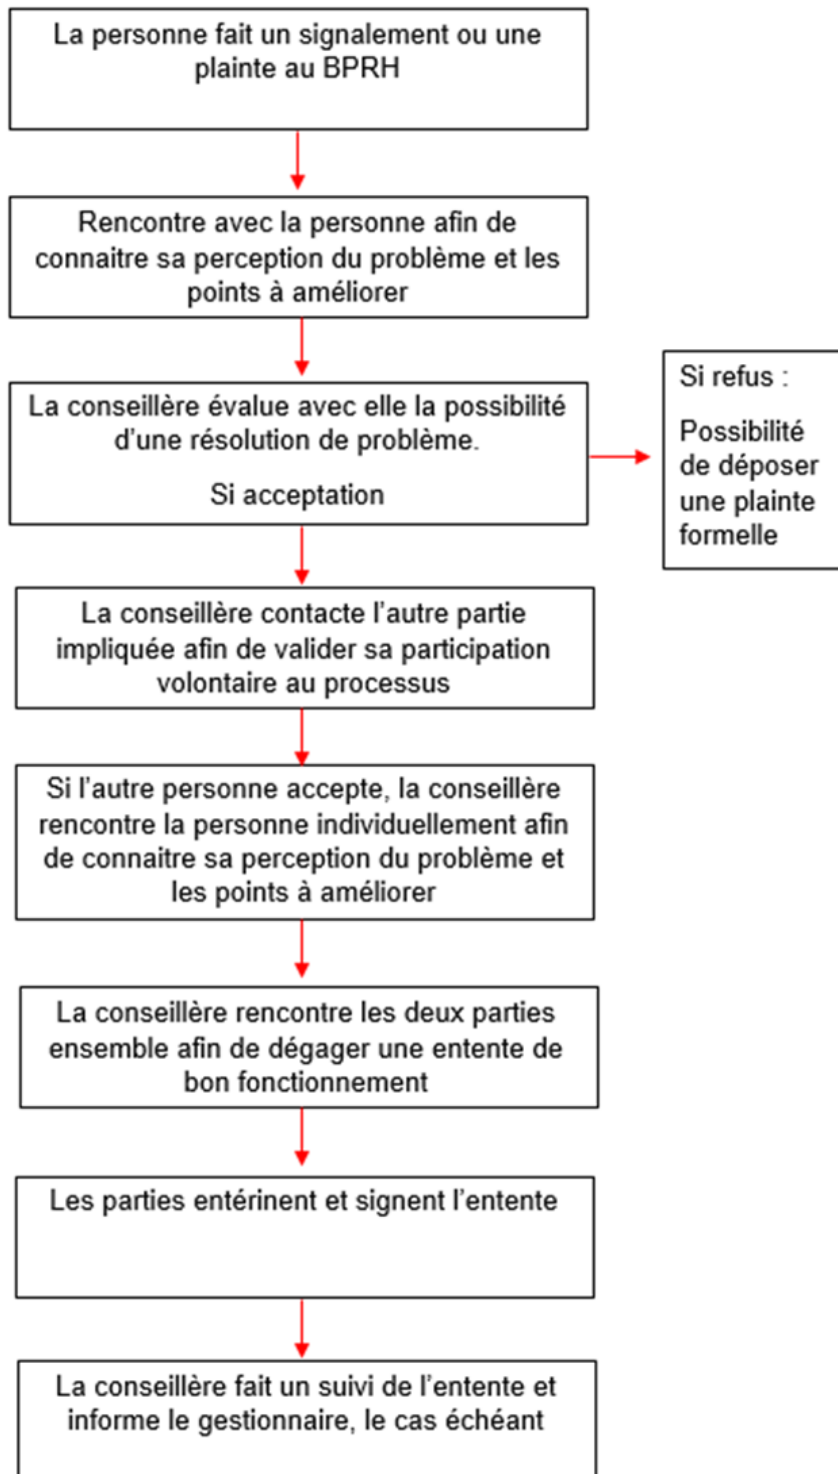 La personne fait un signalement ou une
plainte au BPRH
Rencontre avec la personne afin de
connaitre sa perception du problème et les
points à améliorer
La conseillère évalue avec elle la possibilité
d’une résolution de problème.
Si acceptation
Si refus :
Possibilité
de déposer
une plainte
formelle
La conseillère contacte l’autre partie
impliquée afin de valider sa participation
volontaire au processus
Si l’autre personne accepte, la conseillère
rencontre la personne individuellement afin
de connaitre sa perception du problème et
les points à améliorer
La conseillère rencontre les deux parties
ensemble afin de dégager une entente de
bon fonctionnement
Les parties entérinent et signent l’entente
La conseillère fait un suivi de l’entente et
informe le gestionnaire, le cas échéant